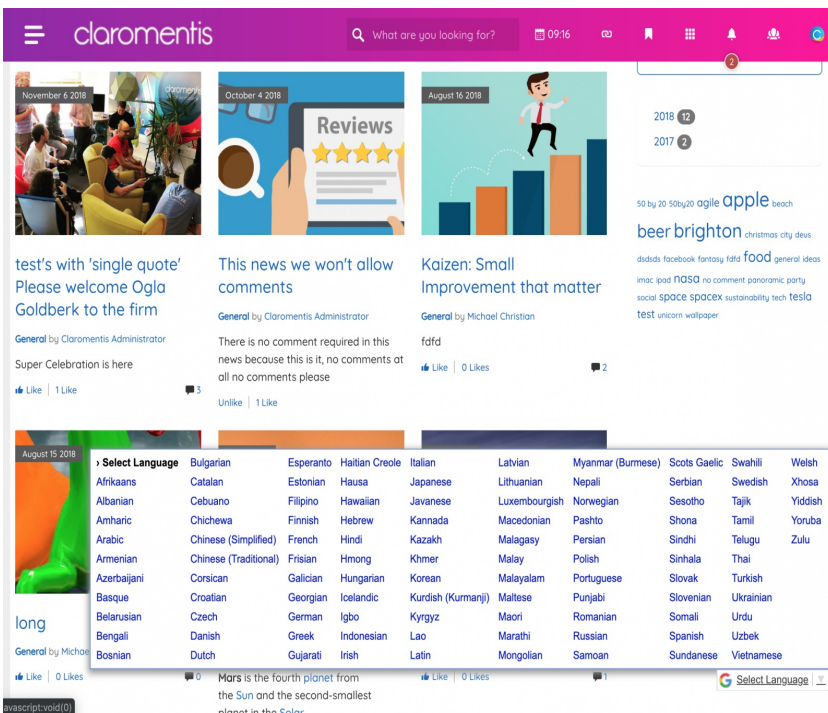 claromentis
What are you looking for?
09:16
2
November 6 2018
claromentis
test's with 'single quote'
Please welcome Ogla
Goldberk to the firm
General by Claromentis Administrator
Super Celebration is here
Like | 1 Like
3
October 4 2018
Reviews
This news we won't allow
comments
General by Claromentis Administrator
There is no comment required in this
news because this is it, no comments at
all no comments please
Unlike | 1 Like
August 16 2018
Kaizen: Small
Improvement that matter
General by Michael Christian
fdfd
Like | 0 Likes
2
2018 12
2017 2
50 by 20 50by20 agile apple beach
beer brighton christmas city deus
dsdsds facebook fantasy fdfd food general ideas
imac ipad nasa no comment panoramic party
social space spacex sustainability tech tesla
test unicorn wallpaper
August 15 2018
long
General by Michae
Like | 0 Likes
0
Mars is the fourth planet from
the Sun and the second-smallest
planet in the Solar
Like | 0 Likes
1
› Select Language
Afrikaans
Albanian
Amharic
Arabic
Armenian
Azerbaijani
Basque
Belarusian
Bengali
Bosnian
Bulgarian
Catalan
Cebuano
Chichewa
Chinese (Simplified)
Chinese (Traditional)
Corsican
Croatian
Czech
Danish
Dutch
Esperanto
Estonian
Filipino
Finnish
French
Frisian
Galician
Georgian
German
Greek
Gujarati
Haitian Creole
Hausa
Hawaiian
Hebrew
Hindi
Hmong
Hungarian
Icelandic
Igbo
Indonesian
Irish
Italian
Japanese
Javanese
Kannada
Kazakh
Khmer
Korean
Kurdish (Kurmanji)
Kyrgyz
Lao
Latin
Latvian
Lithuanian
Luxembourgish
Macedonian
Malagasy
Malay
Malayalam
Maltese
Maori
Marathi
Mongolian
Myanmar (Burmese)
Nepali
Norwegian
Pashto
Persian
Polish
Portuguese
Punjabi
Romanian
Russian
Samoan
Scots Gaelic
Serbian
Sesotho
Shona
Sindhi
Sinhala
Slovak
Slovenian
Somali
Spanish
Sundanese
Swahili
Swedish
Tajik
Tamil
Telugu
Thai
Turkish
Ukrainian
Urdu
Uzbek
Vietnamese
Welsh
Xhosa
Yiddish
Yoruba
Zulu
G Select Language | ▼
avascript:void(0)